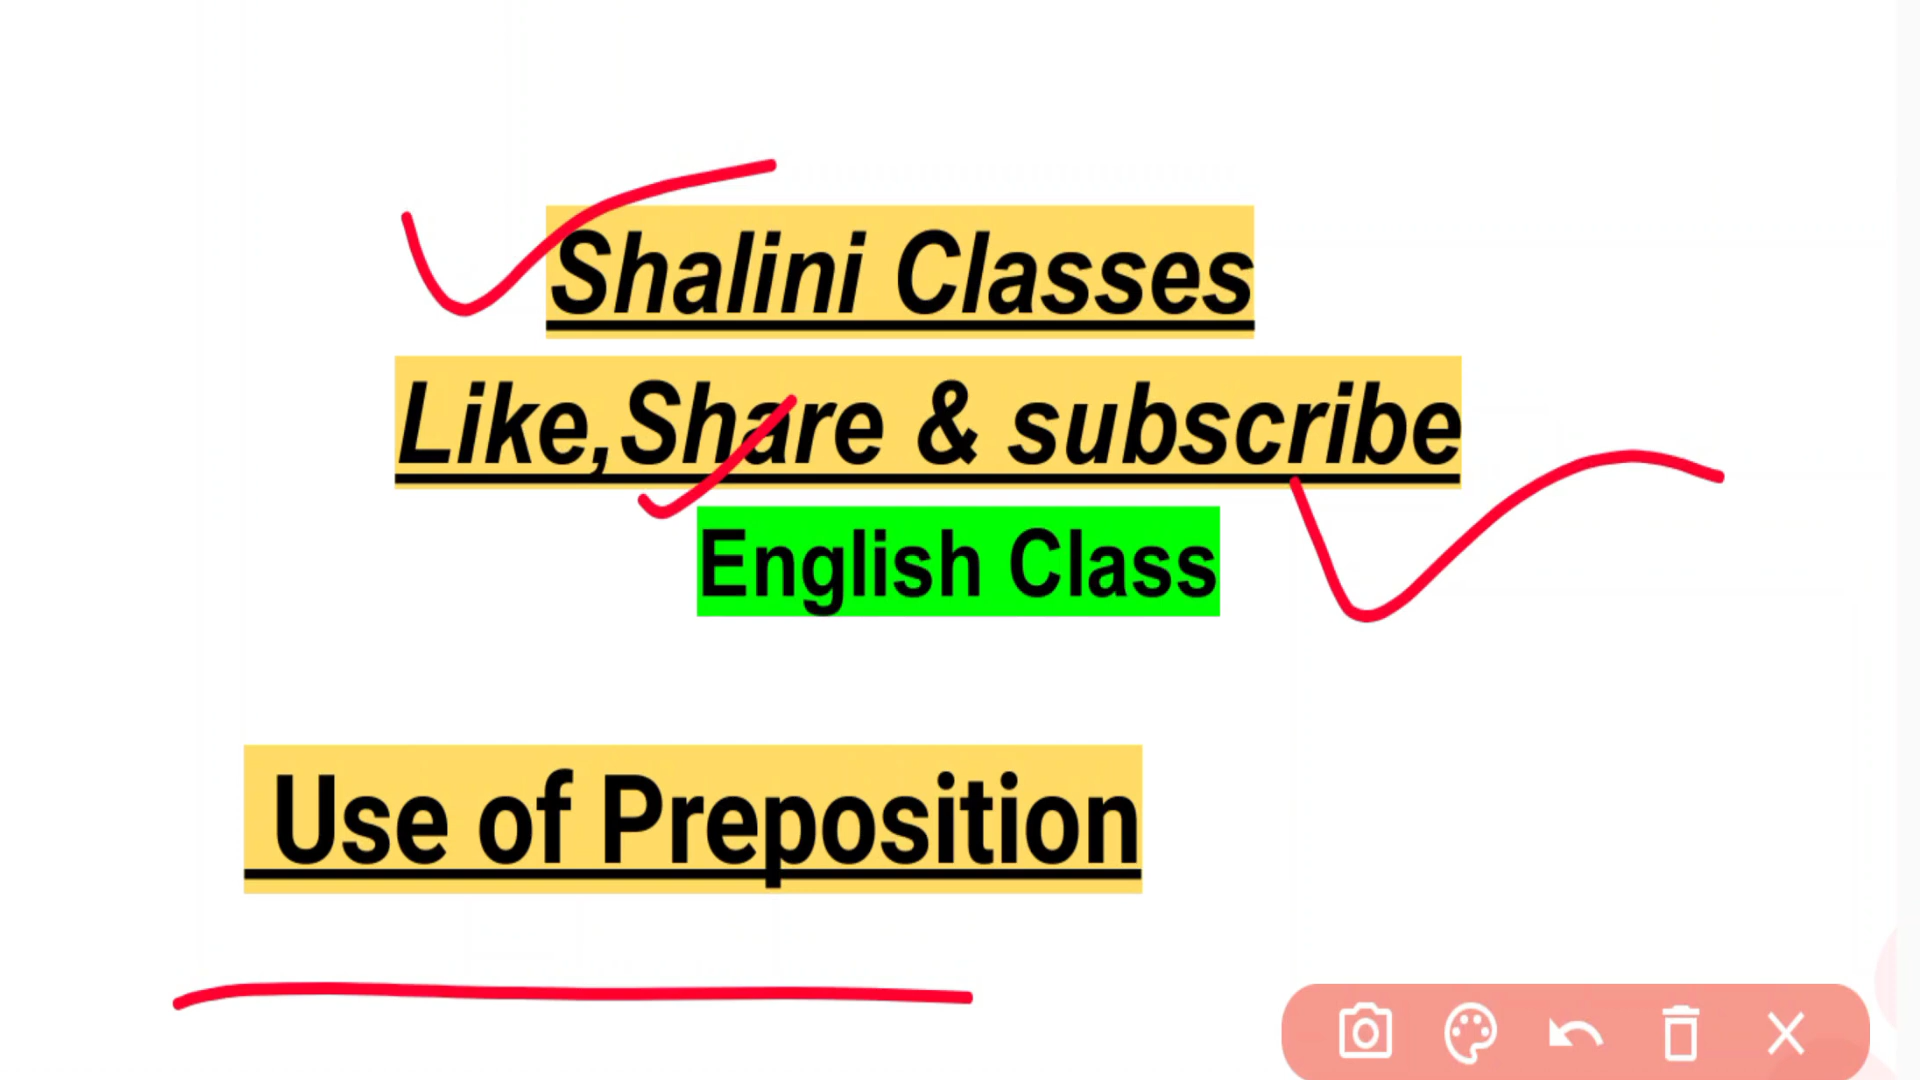 Shalini Classes
Like,Share & subscribe
English Class
Use of Preposition